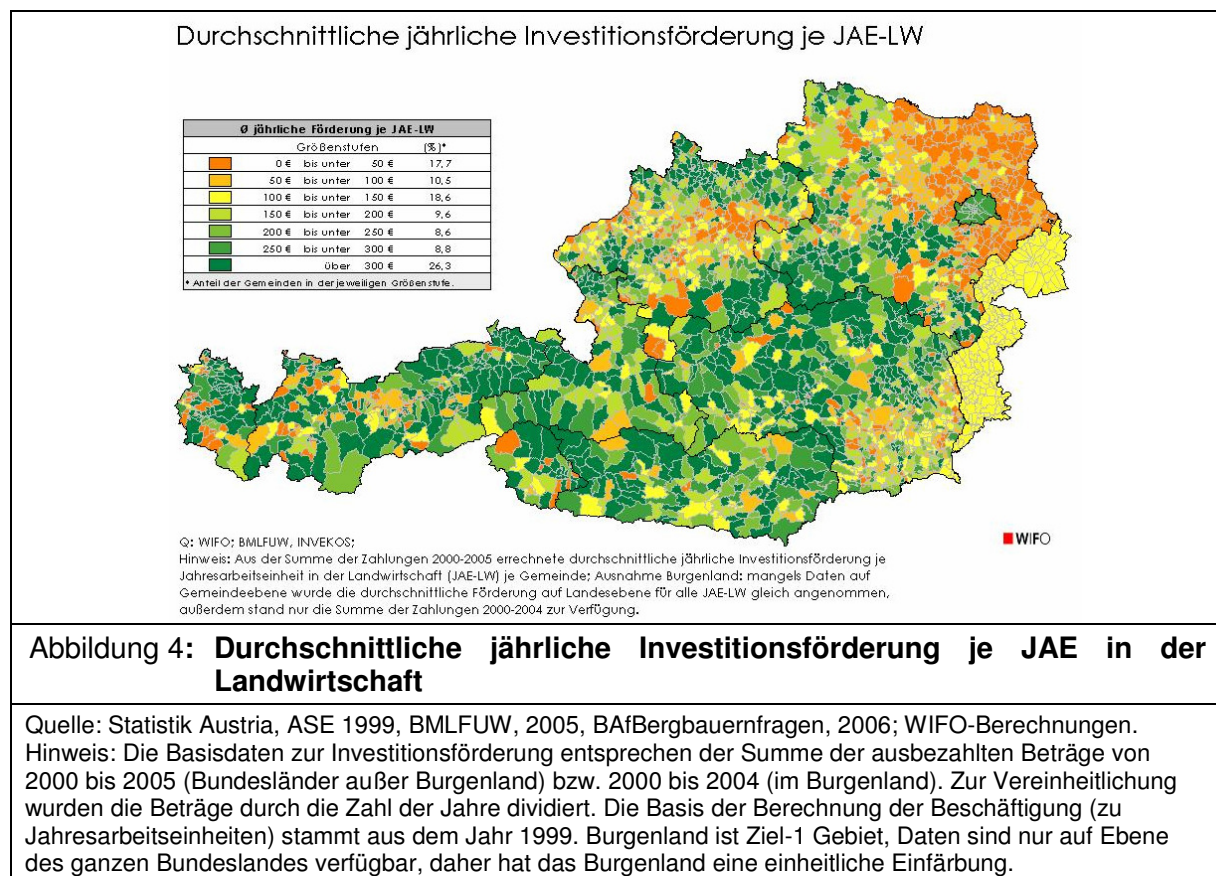 Durchschnittliche jährliche Investitionsförderung je JAE-LW
Ø jährliche Förderung je JAE-LW
Größenstufen (%)*
0 € bis unter 50 € 17,7
50 € bis unter 100 € 10,5
100 € bis unter 150 € 18,6
150 € bis unter 200 € 9,6
200 € bis unter 250 € 8,6
250 € bis unter 300 € 8,8
über 300 € 26,3
* Anteil der Gemeinden in der jeweiligen Größenstufe.
Q: WIFO; BMLFUW, INVEKOS;
WIFO
Hinweis: Aus der Summe der Zahlungen 2000-2005 errechnete durchschnittliche jährliche Investitionsförderung je
Jahresarbeitseinheit in der Landwirtschaft (JAE-LW) je Gemeinde; Ausnahme Burgenland: mangels Daten auf
Gemeindeebene wurde die durchschnittliche Förderung auf Landesebene für alle JAE-LW gleich angenommen,
außerdem stand nur die Summe der Zahlungen 2000-2004 zur Verfügung.
Abbildung 4: Durchschnittliche jährliche Investitionsförderung je JAE in der
Landwirtschaft
Quelle: Statistik Austria, ASE 1999, BMLFUW, 2005, BAfBergbauernfragen, 2006; WIFO-Berechnungen.
Hinweis: Die Basisdaten zur Investitionsförderung entsprechen der Summe der ausbezahlten Beträge von
2000 bis 2005 (Bundesländer außer Burgenland) bzw. 2000 bis 2004 (im Burgenland). Zur Vereinheitlichung
wurden die Beträge durch die Zahl der Jahre dividiert. Die Basis der Berechnung der Beschäftigung (zu
Jahresarbeitseinheiten) stammt aus dem Jahr 1999. Burgenland ist Ziel-1 Gebiet, Daten sind nur auf Ebene
des ganzen Bundeslandes verfügbar, daher hat das Burgenland eine einheitliche Einfärbung.